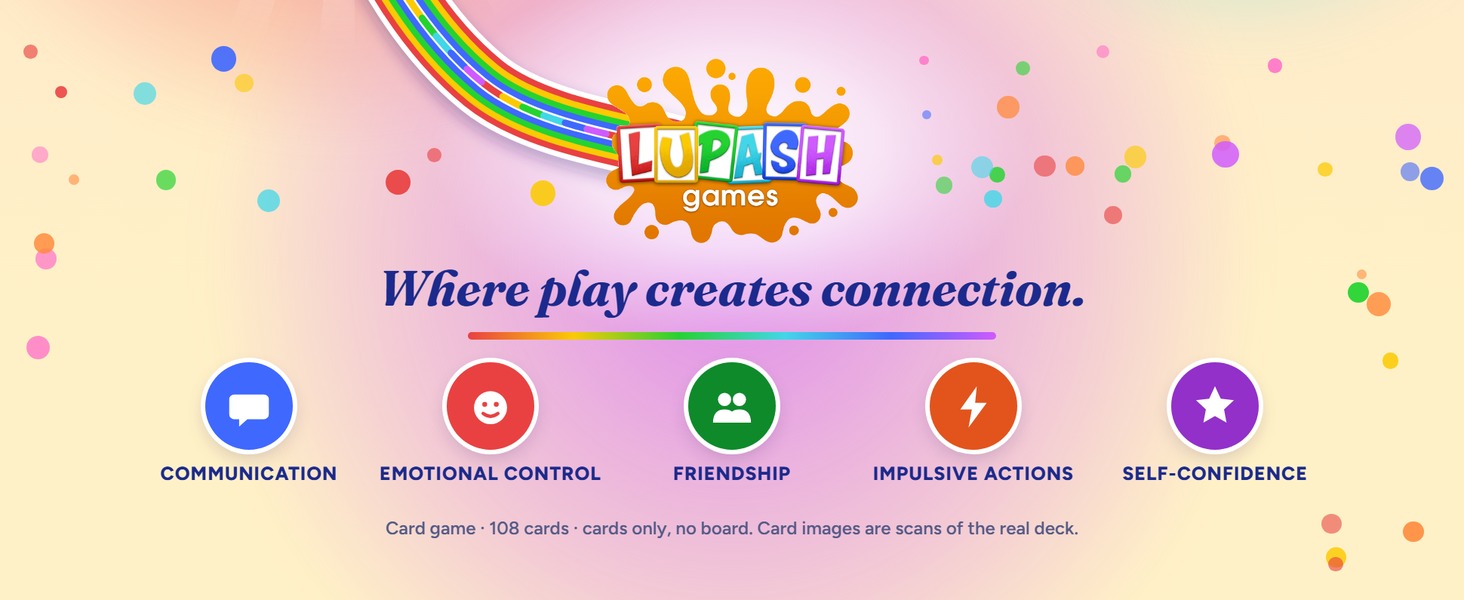 LUPASH
games
Where play creates connection.
COMMUNICATION
EMOTIONAL CONTROL
FRIENDSHIP
IMPULSIVE ACTIONS
SELF-CONFIDENCE
Card game · 108 cards · cards only, no board. Card images are scans of the real deck.